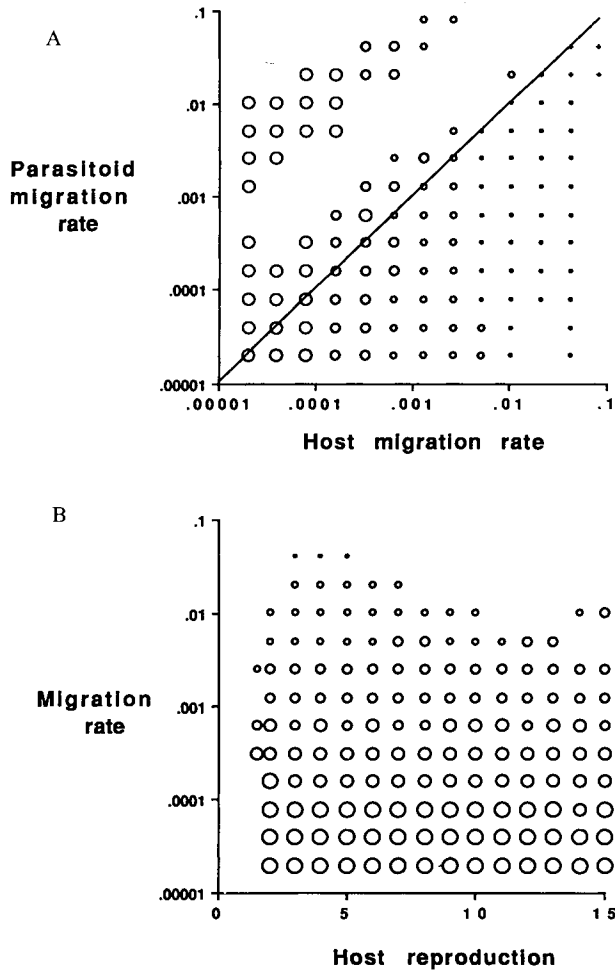 A
.1
.01
Parasitoid
migration
rate
.001
.0001
.00001
.00001 .0001 .001 .01 .1
Host migration rate
B
.1
.01
Migration
rate
.001
.0001
.00001
0 5 10 15
Host reproduction